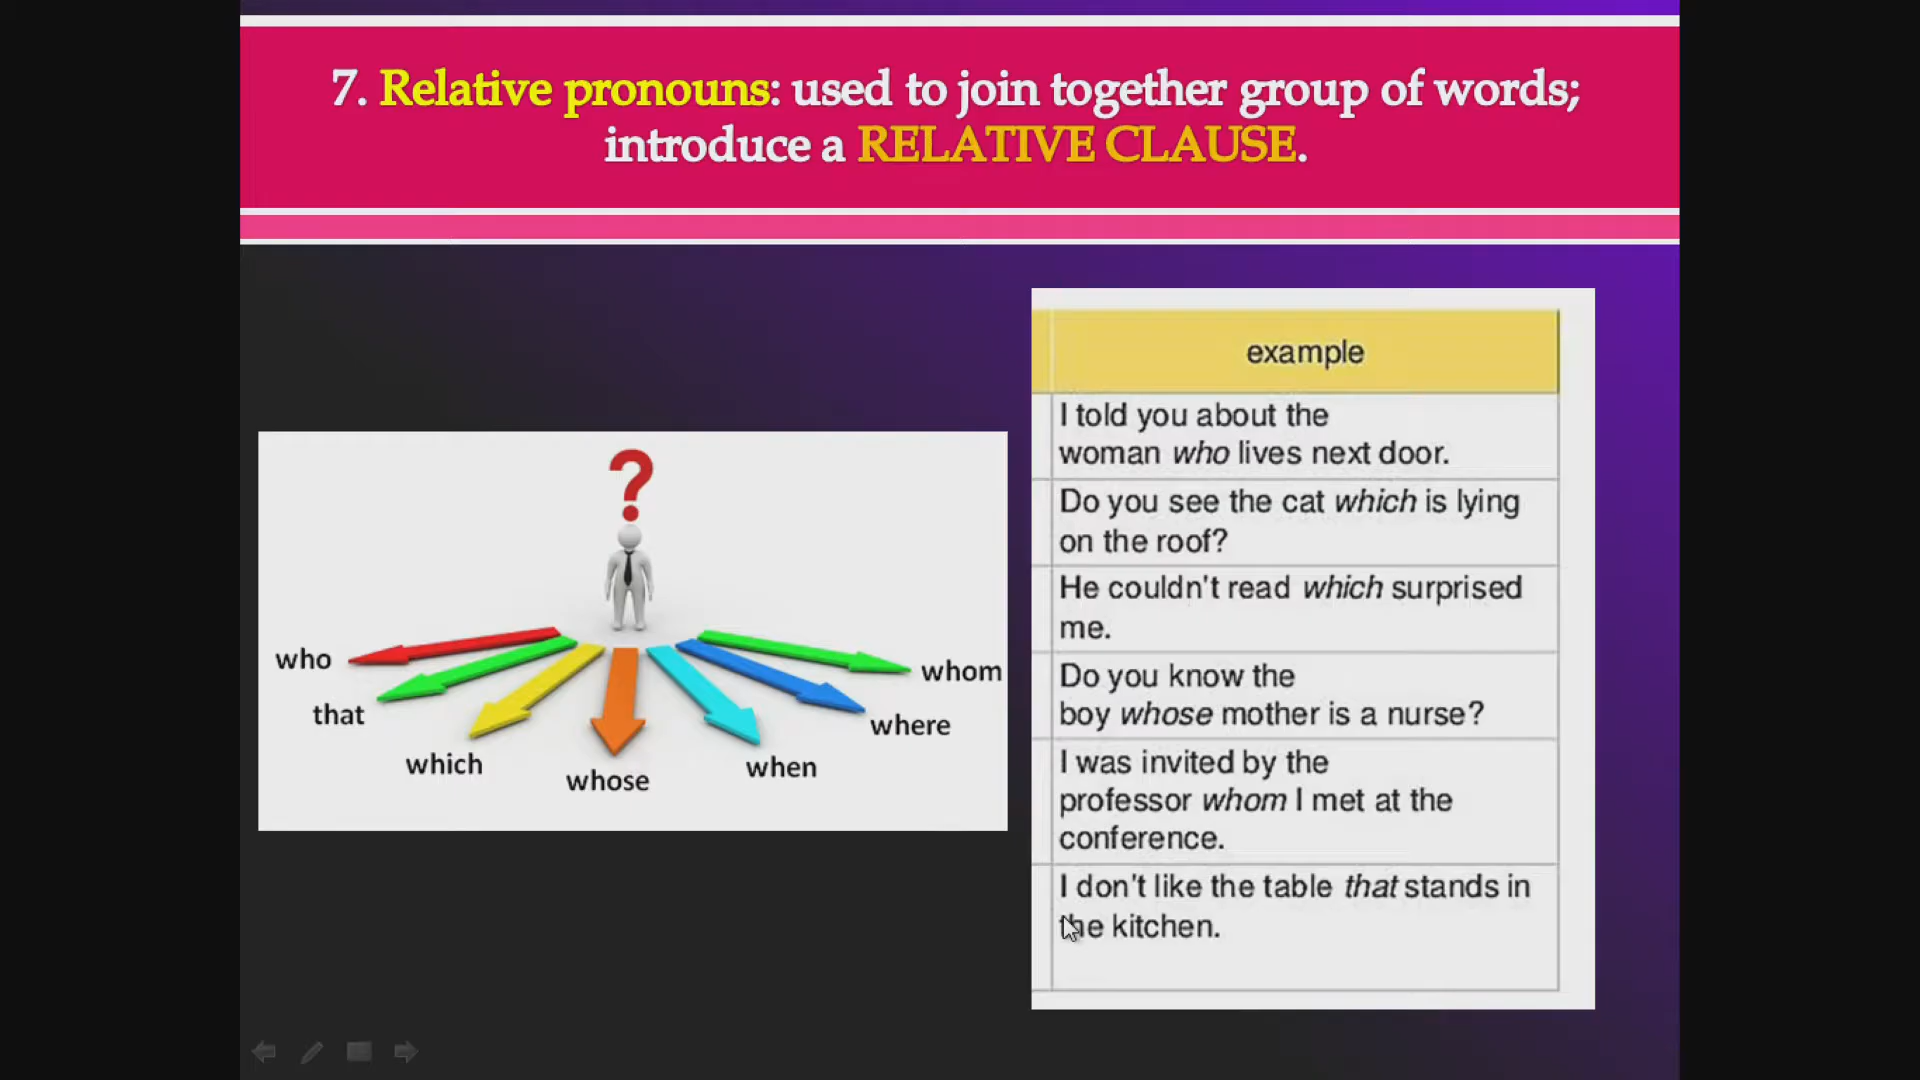 7. Relative pronouns: used to join together group of words;
introduce a RELATIVE CLAUSE.
?
who
that
which
whose
when
where
whom
example
I told you about the
woman who lives next door.
Do you see the cat which is lying
on the roof?
He couldn't read which surprised
me.
Do you know the
boy whose mother is a nurse?
I was invited by the
professor whom I met at the
conference.
I don't like the table that stands in
the kitchen.